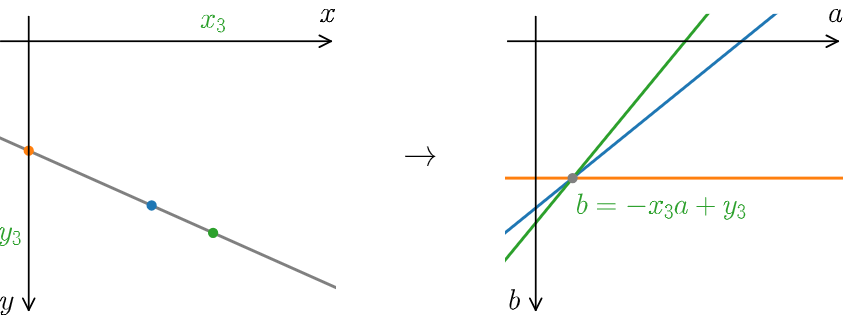 x
x₃
y₃
y
→
a
b = −x₃a + y₃
b